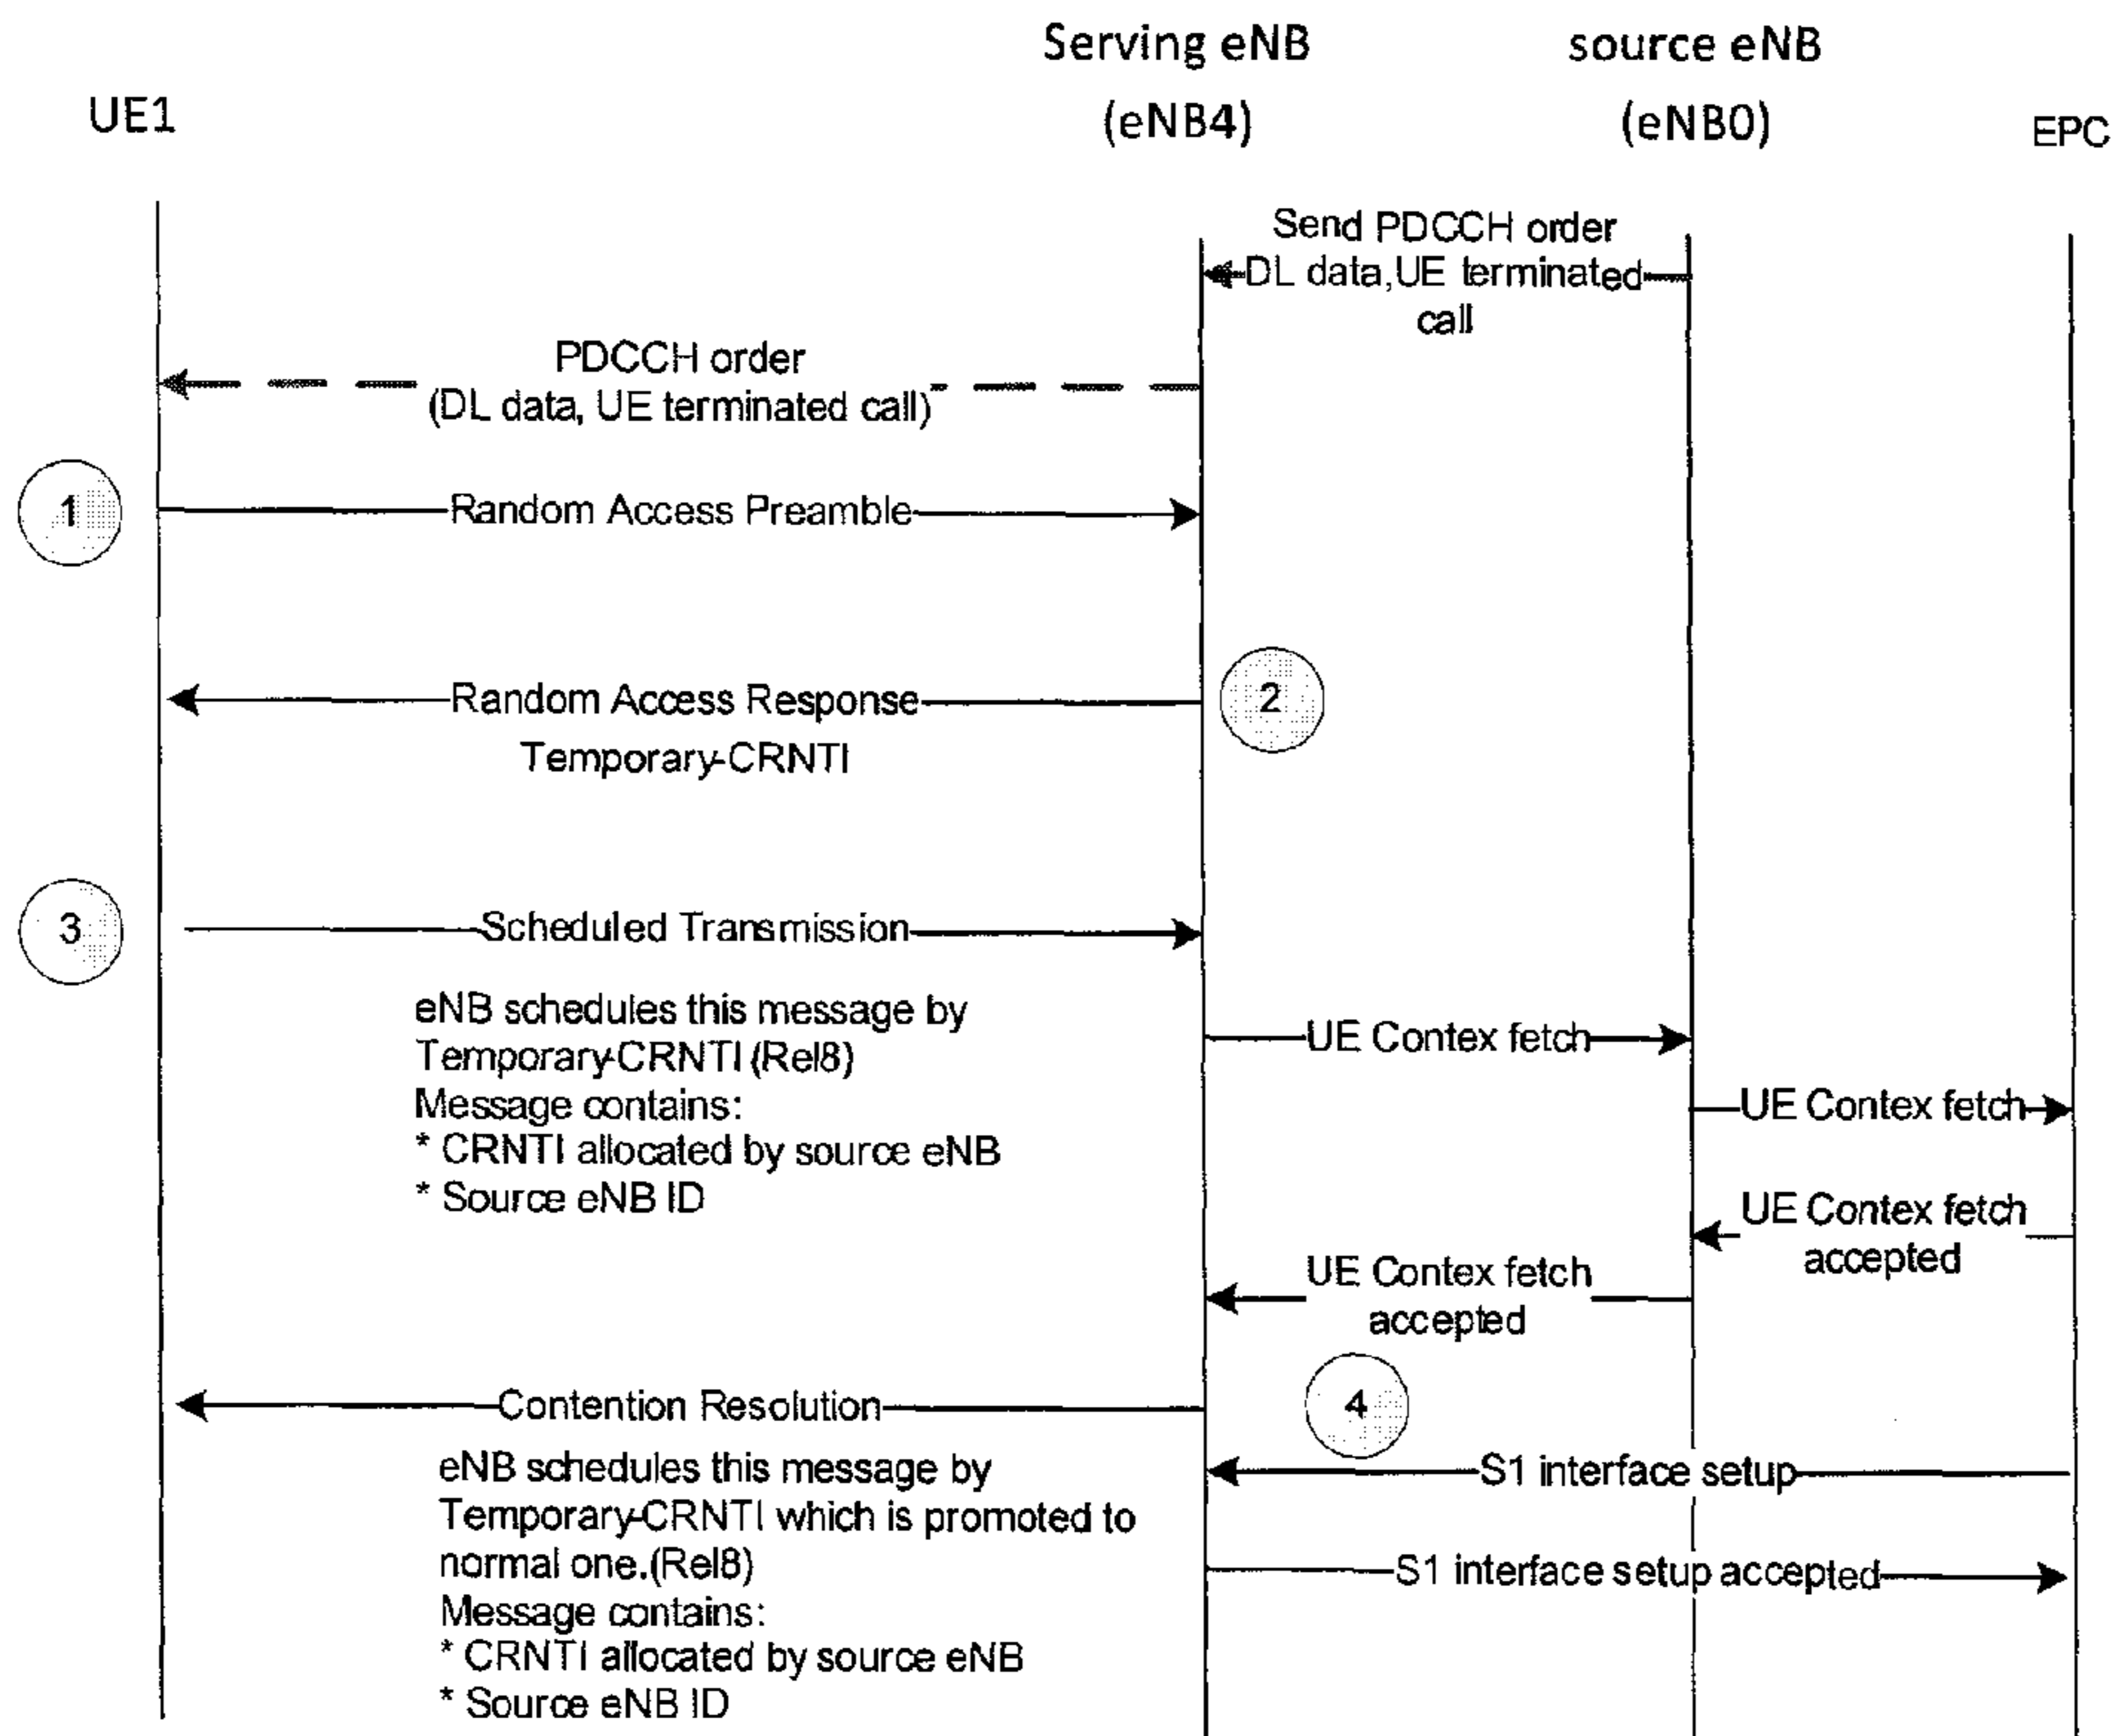 Serving eNB
(eNB4)
source eNB
(eNB0)
UE1
EPC
Send PDCCH order
DL data,UE terminated
call
PDCCH order
(DL data, UE terminated call)
1
Random Access Preamble
Random Access Response
2
Temporary-CRNTI
3
Scheduled Transmission
eNB schedules this message by
Temporary-CRNTI (Rel8)
Message contains:
* CRNTI allocated by source eNB
* Source eNB ID
UE Contex fetch
UE Contex fetch
UE Contex fetch
accepted
UE Contex fetch
accepted
Contention Resolution
4
eNB schedules this message by
Temporary-CRNTI which is promoted to
normal one.(Rel8)
Message contains:
* CRNTI allocated by source eNB
* Source eNB ID
S1 interface setup
S1 interface setup accepted